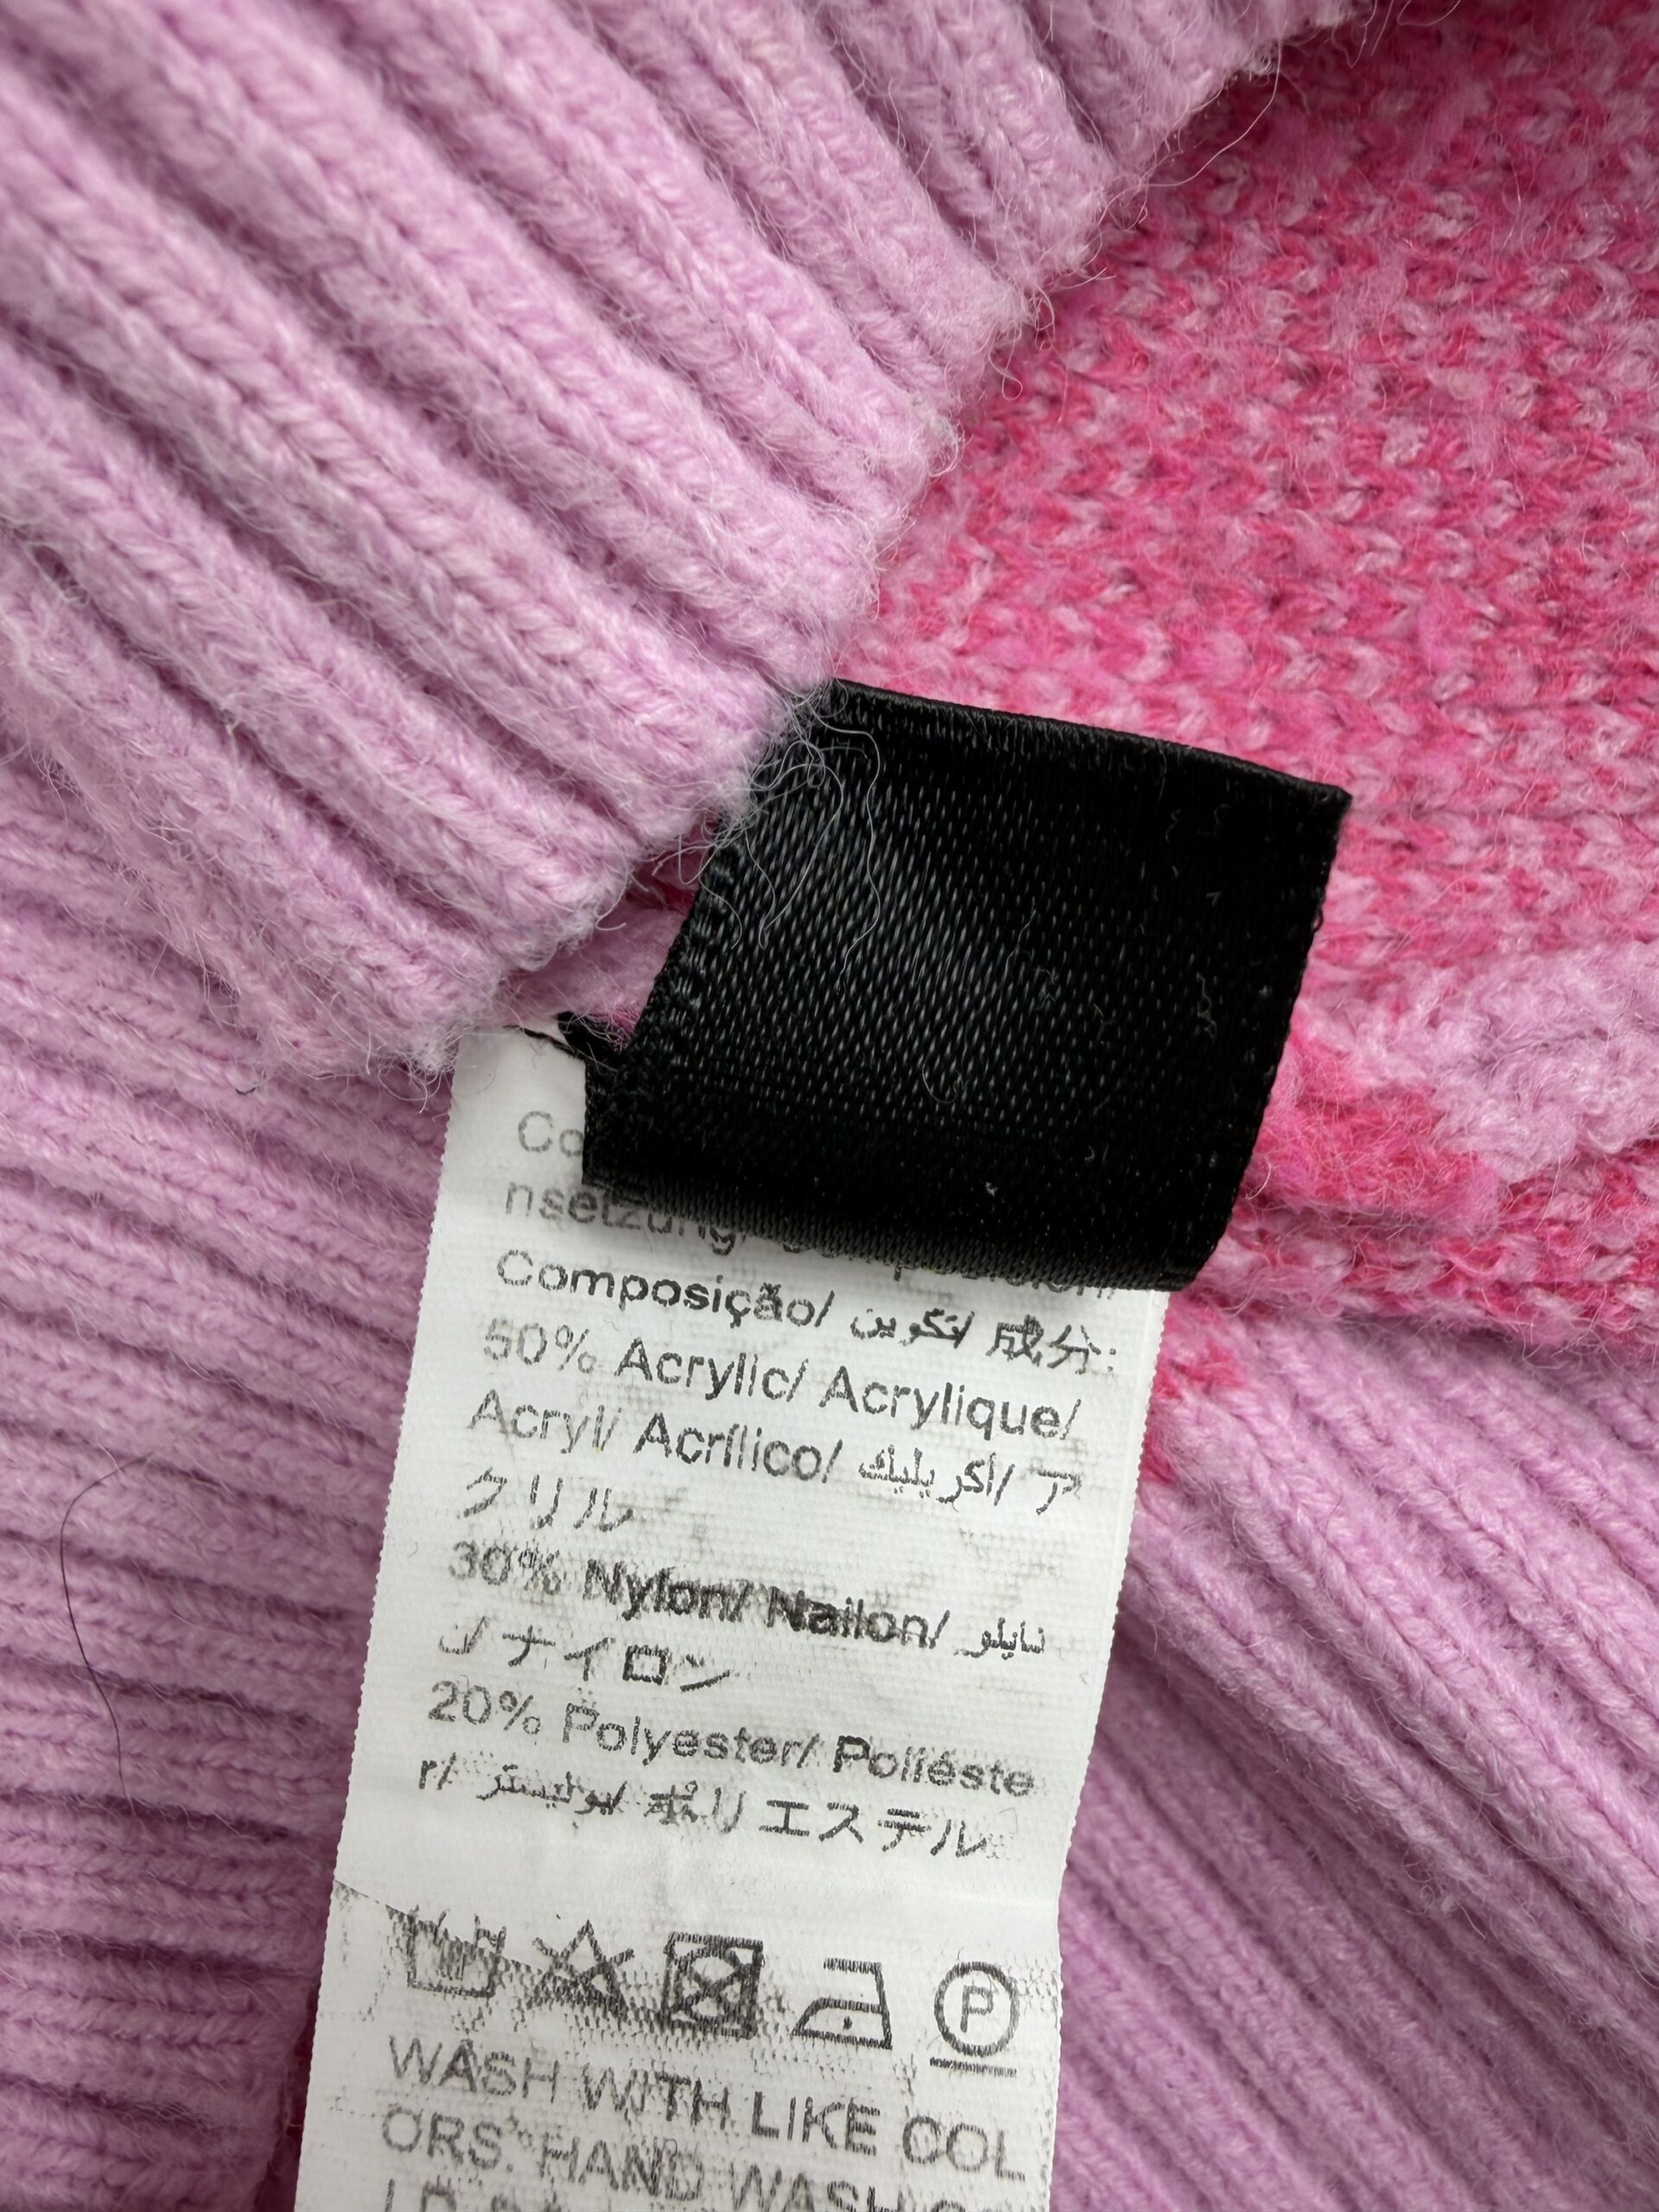 Co
nsetzung/
Composição/ تكوين/ 成分:
50% Acrylic/ Acrylique/
Acryl/ Acrílico/ أكريليك/ ア
クリル
30% Nylon/ Nailon/ نايلو
ن/ ナイロン
20% Polyester/ Poliéste
r/ بوليستر/ ポリエステル
P
WASH WITH LIKE COL
ORS. HAND WASH